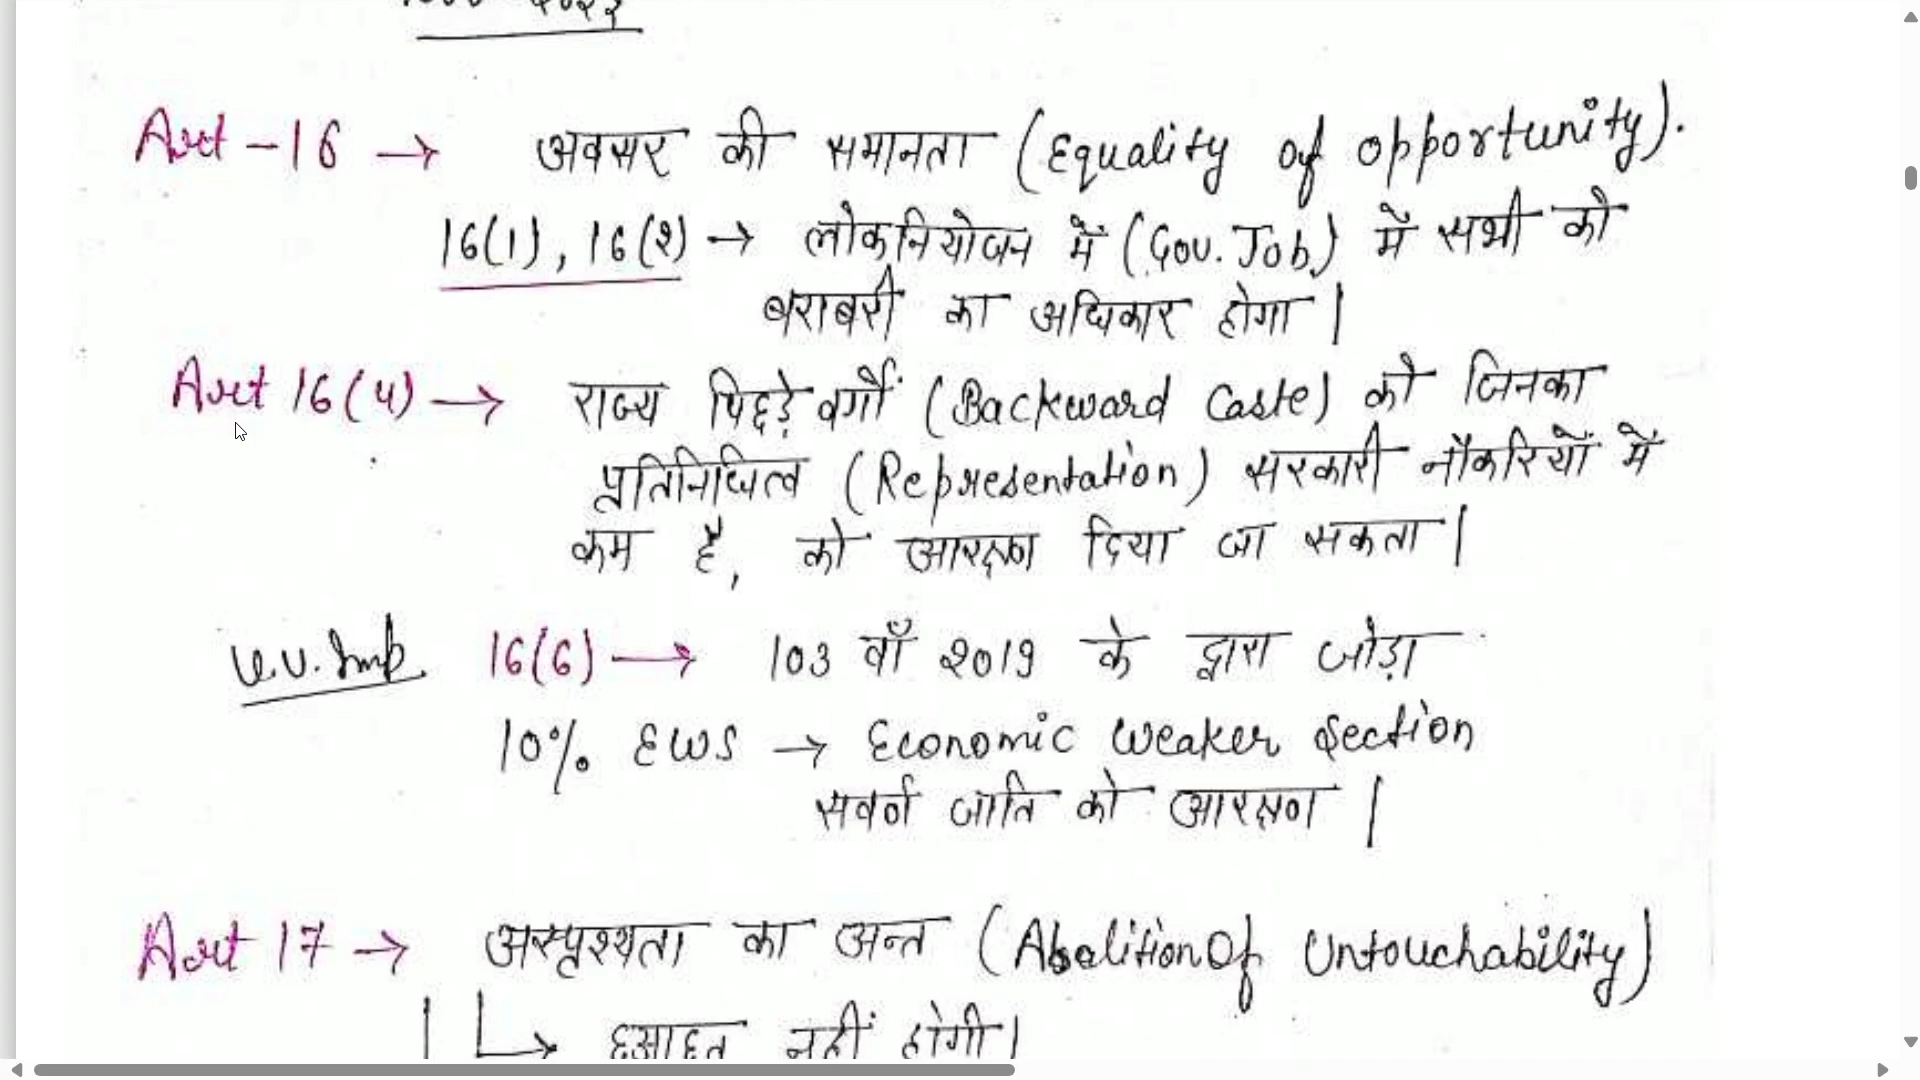 Art - 16 → अवसर की समानता (Equality of opportunity).
16(1), 16(2) → लोकनियोजन में (Gov. Job) में सभी को
बराबरी का अधिकार होगा |
Art 16(4) → राज्य पिछड़े वर्गों (Backward Caste) को जिनका
प्रतिनिधित्व (Representation) सरकारी नौकरियों में
कम है, को आरक्षण दिया जा सकता |
V.V. Imp. 16(6) → 103 वाँ 2019 के द्वारा जोड़ा
10% EWS → Economic Weaker Section
सवर्ण जाति को आरक्षण |
Art 17 → अस्पृश्यता का अन्त (Abolition Of Untouchability)
↳ छुआछुत नहीं होगी |